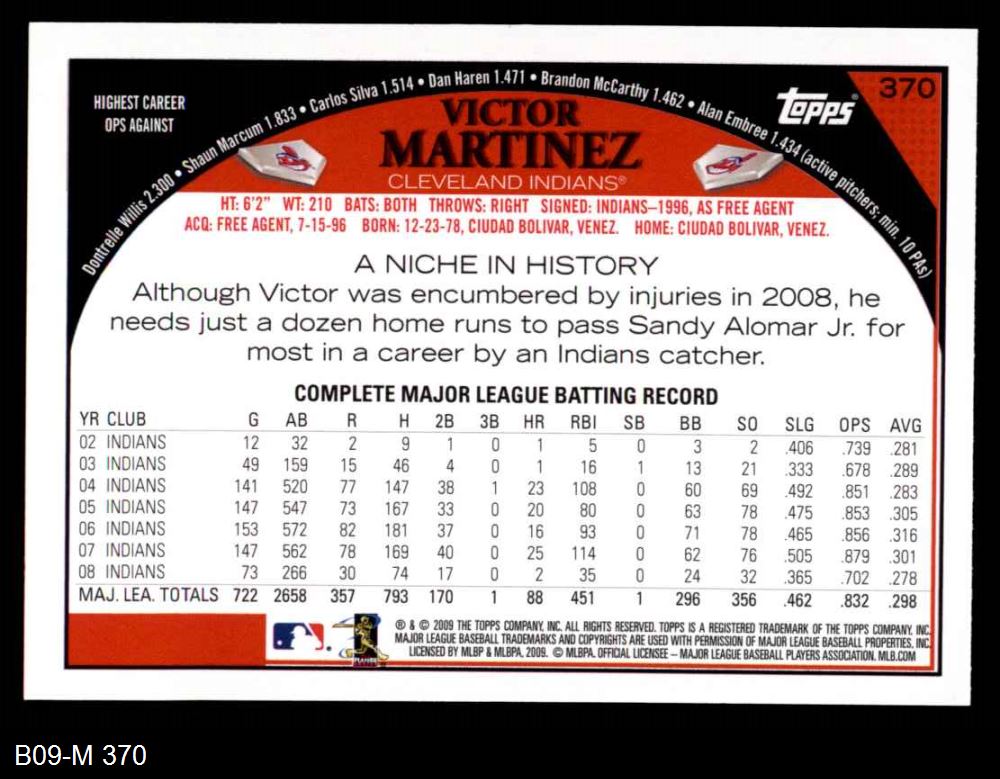 HIGHEST CAREER
OPS AGAINST
Dontrelle Willis 2.300 • Shaun Marcum 1.833 • Carlos Silva 1.514 • Dan Haren 1.471 • Brandon McCarthy 1.462 • Alan Embree 1.434 (active pitchers; min. 10 PAs)
TOPPS®
370
VICTOR
MARTINEZ
CLEVELAND INDIANS®
HT: 6'2" WT: 210 BATS: BOTH THROWS: RIGHT SIGNED: INDIANS–1996, AS FREE AGENT
ACQ: FREE AGENT, 7-15-96 BORN: 12-23-78, CIUDAD BOLIVAR, VENEZ. HOME: CIUDAD BOLIVAR, VENEZ.
A NICHE IN HISTORY
Although Victor was encumbered by injuries in 2008, he
needs just a dozen home runs to pass Sandy Alomar Jr. for
most in a career by an Indians catcher.
COMPLETE MAJOR LEAGUE BATTING RECORD
YR CLUB G AB R H 2B 3B HR RBI SB BB SO SLG OPS AVG
02 INDIANS 12 32 2 9 1 0 1 5 0 3 2 .406 .739 .281
03 INDIANS 49 159 15 46 4 0 1 16 1 13 21 .333 .678 .289
04 INDIANS 141 520 77 147 38 1 23 108 0 60 69 .492 .851 .283
05 INDIANS 147 547 73 167 33 0 20 80 0 63 78 .475 .853 .305
06 INDIANS 153 572 82 181 37 0 16 93 0 71 78 .465 .856 .316
07 INDIANS 147 562 78 169 40 0 25 114 0 62 76 .505 .879 .301
08 INDIANS 73 266 30 74 17 0 2 35 0 24 32 .365 .702 .278
MAJ. LEA. TOTALS 722 2658 357 793 170 1 88 451 1 296 356 .462 .832 .298
® & © 2009 THE TOPPS COMPANY, INC. ALL RIGHTS RESERVED. TOPPS IS A REGISTERED TRADEMARK OF THE TOPPS COMPANY, INC.
MAJOR LEAGUE BASEBALL TRADEMARKS AND COPYRIGHTS ARE USED WITH PERMISSION OF MAJOR LEAGUE BASEBALL PROPERTIES, INC.
LICENSED BY MLBP & MLBPA, 2009. © MLBPA. OFFICIAL LICENSEE – MAJOR LEAGUE BASEBALL PLAYERS ASSOCIATION. MLB.COM
B09-M 370